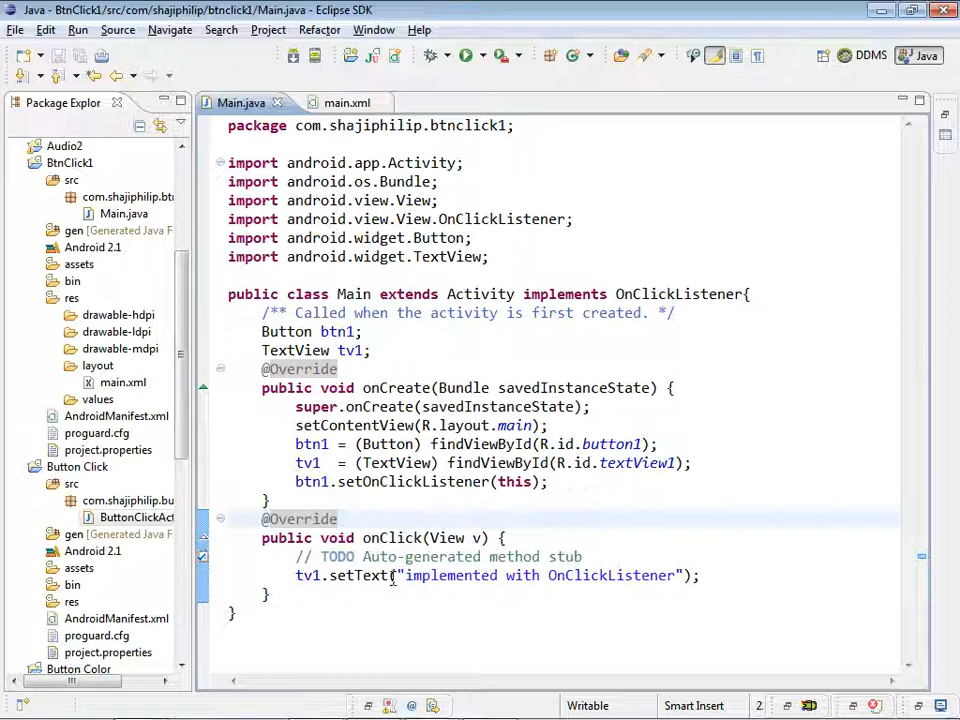 Java - BtnClick1/src/com/shajiphilip/btnclick1/Main.java - Eclipse SDK
File Edit Run Source Navigate Search Project Refactor Window Help
DDMS Java
Package Explor
Main.java main.xml
Audio2
BtnClick1
src
com.shajiphilip.bt
Main.java
gen [Generated Java F
Android 2.1
assets
bin
res
drawable-hdpi
drawable-ldpi
drawable-mdpi
layout
main.xml
values
AndroidManifest.xml
proguard.cfg
project.properties
Button Click
src
com.shajiphilip.bu
ButtonClickAct
gen [Generated Java F
Android 2.1
assets
bin
res
AndroidManifest.xml
proguard.cfg
project.properties
Button Color
package com.shajiphilip.btnclick1;
import android.app.Activity;
import android.os.Bundle;
import android.view.View;
import android.view.View.OnClickListener;
import android.widget.Button;
import android.widget.TextView;
public class Main extends Activity implements OnClickListener{
/** Called when the activity is first created. */
Button btn1;
TextView tv1;
@Override
public void onCreate(Bundle savedInstanceState) {
super.onCreate(savedInstanceState);
setContentView(R.layout.main);
btn1 = (Button) findViewById(R.id.button1);
tv1 = (TextView) findViewById(R.id.textView1);
btn1.setOnClickListener(this);
}
@Override
public void onClick(View v) {
// TODO Auto-generated method stub
tv1.setText("implemented with OnClickListener");
}
}
Writable Smart Insert 2